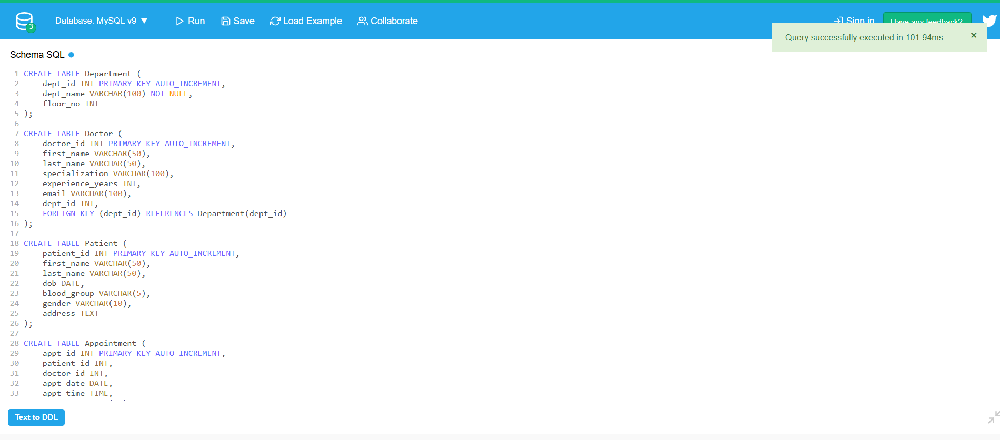 3
Database: MySQL v9 ▼
Run
Save
Load Example
Collaborate
Sign in
Have any feedback?
Query successfully executed in 101.94ms ×
Schema SQL
1 CREATE TABLE Department (
2     dept_id INT PRIMARY KEY AUTO_INCREMENT,
3     dept_name VARCHAR(100) NOT NULL,
4     floor_no INT
5 );
6
7 CREATE TABLE Doctor (
8     doctor_id INT PRIMARY KEY AUTO_INCREMENT,
9     first_name VARCHAR(50),
10     last_name VARCHAR(50),
11     specialization VARCHAR(100),
12     experience_years INT,
13     email VARCHAR(100),
14     dept_id INT,
15     FOREIGN KEY (dept_id) REFERENCES Department(dept_id)
16 );
17
18 CREATE TABLE Patient (
19     patient_id INT PRIMARY KEY AUTO_INCREMENT,
20     first_name VARCHAR(50),
21     last_name VARCHAR(50),
22     dob DATE,
23     blood_group VARCHAR(5),
24     gender VARCHAR(10),
25     address TEXT
26 );
27
28 CREATE TABLE Appointment (
29     appt_id INT PRIMARY KEY AUTO_INCREMENT,
30     patient_id INT,
31     doctor_id INT,
32     appt_date DATE,
33     appt_time TIME,
Text to DDL